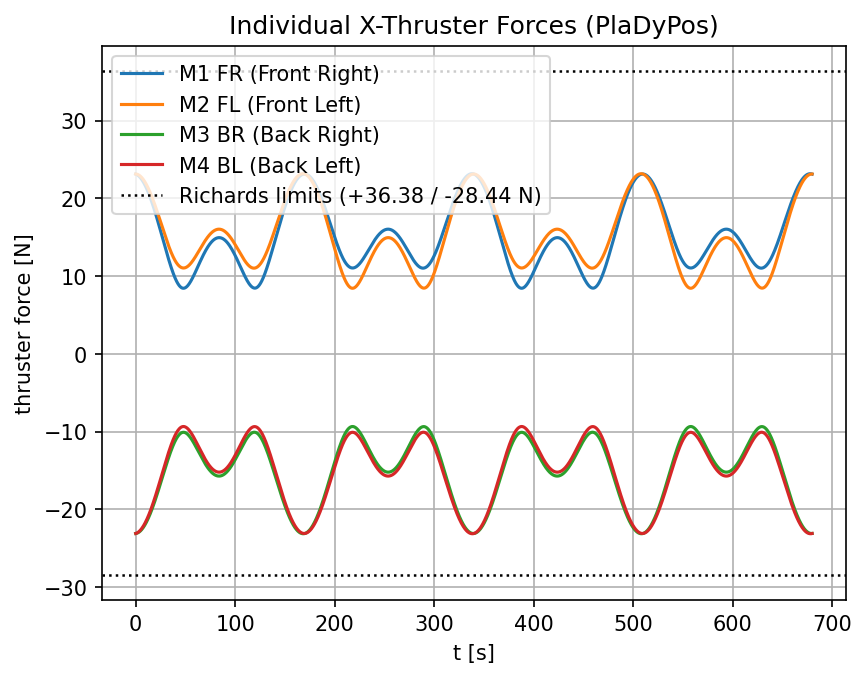 Individual X-Thruster Forces (PlaDyPos)
M1 FR (Front Right)
M2 FL (Front Left)
M3 BR (Back Right)
M4 BL (Back Left)
Richards limits (+36.38 / -28.44 N)
thruster force [N]
30
20
10
0
−10
−20
−30
0 100 200 300 400 500 600 700
t [s]